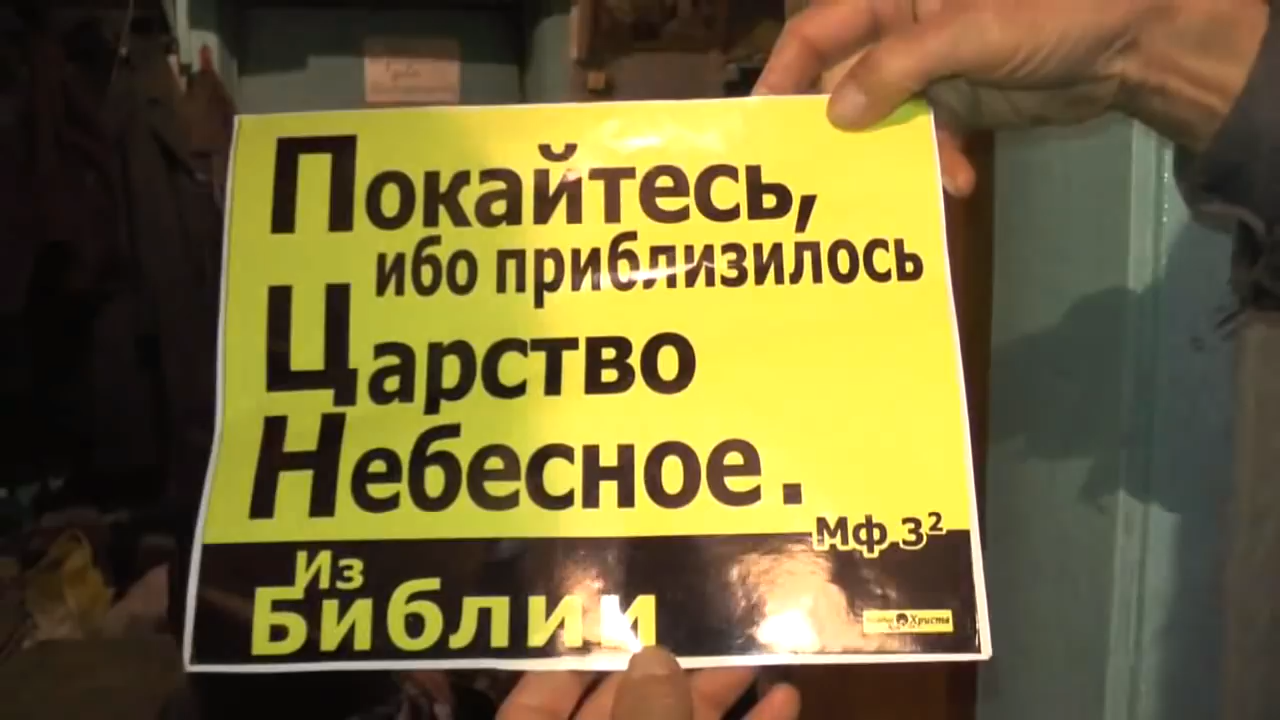 Покайтесь,
ибо приблизилось
Царство
Небесное.
Мф 3²
Из
Библии
Христа